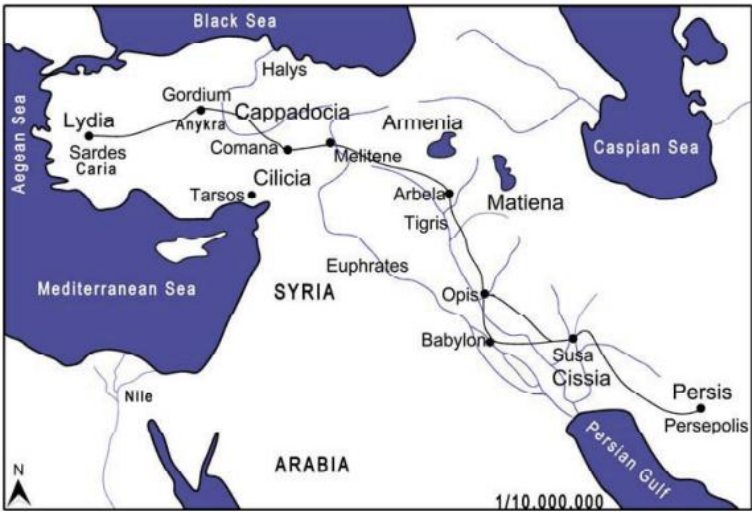 Black Sea
Halys
Gordium
Cappadocia
Anykra
Lydia
Sardes
Caria
Comana
Melitene
Armenia
Caspian Sea
Aegean Sea
Cilicia
Tarsos
Arbela
Matiena
Tigris
Euphrates
Mediterranean Sea
SYRIA
Opis
Babylon
Susa
Cissia
Nile
Persis
Persepolis
Persian Gulf
ARABIA
N
1/10,000,000